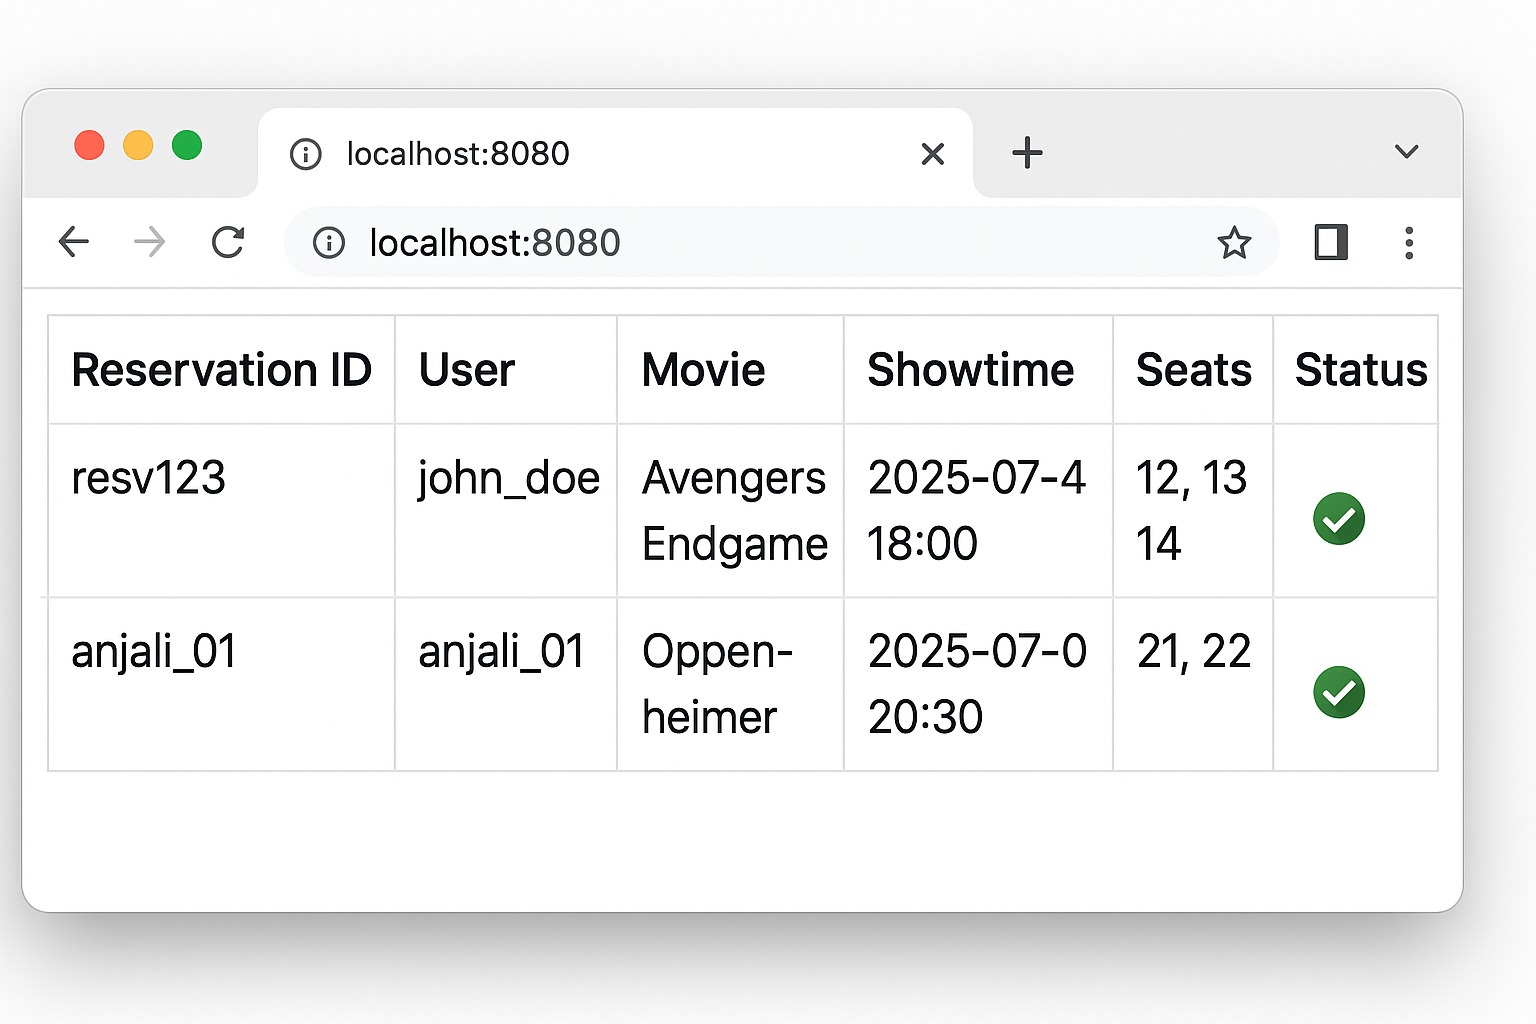 localhost:8080
localhost:8080
Reservation ID User Movie Showtime Seats Status
resv123 john_doe Avengers 2025-07-4 12, 13
Endgame 18:00 14
anjali_01 anjali_01 Oppen- 2025-07-0 21, 22
heimer 20:30